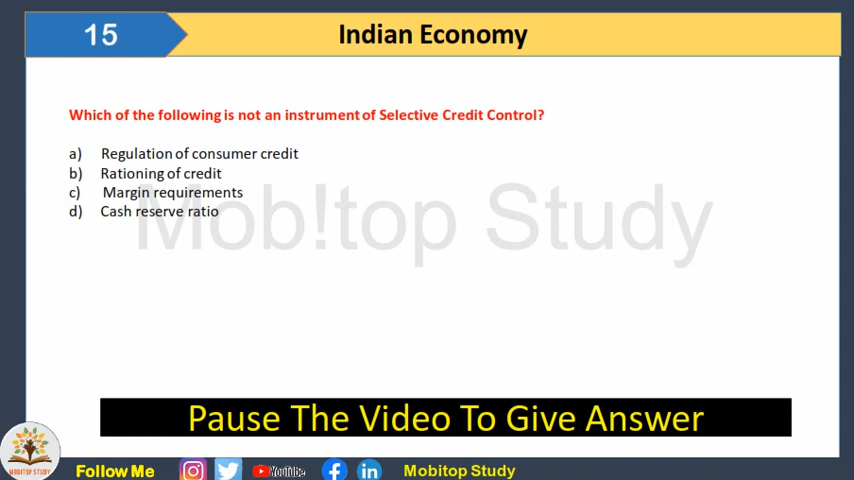 15
Indian Economy
Which of the following is not an instrument of Selective Credit Control?
a) Regulation of consumer credit
b) Rationing of credit
c) Margin requirements
d) Cash reserve ratio
Mob!top Study
Pause The Video To Give Answer
MOBITOP STUDY
Follow Me
YouTube
Mobitop Study